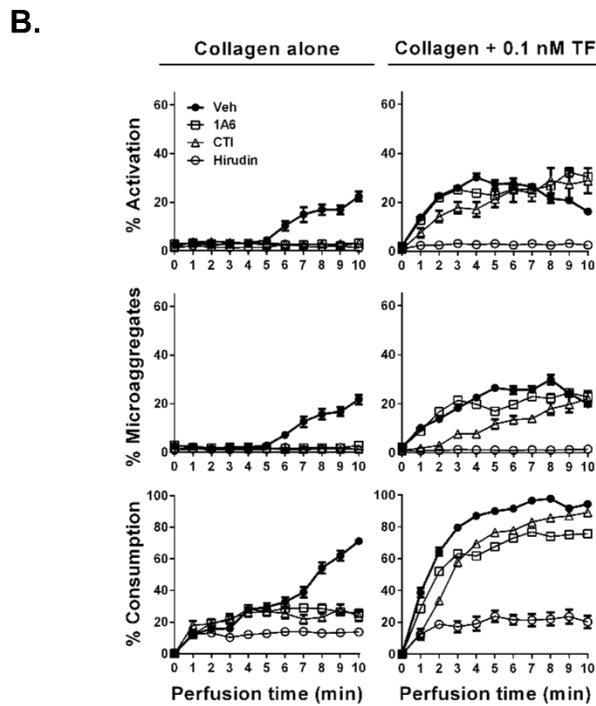 B.
Collagen alone
Collagen + 0.1 nM TF
% Activation
60
40
20
0
Veh
1A6
CTI
Hirudin
0 1 2 3 4 5 6 7 8 9 10
60
40
20
0
0 1 2 3 4 5 6 7 8 9 10
% Microaggregates
60
40
20
0
0 1 2 3 4 5 6 7 8 9 10
60
40
20
0
0 1 2 3 4 5 6 7 8 9 10
% Consumption
100
80
60
40
20
0
0 1 2 3 4 5 6 7 8 9 10
Perfusion time (min)
100
80
60
40
20
0
0 1 2 3 4 5 6 7 8 9 10
Perfusion time (min)